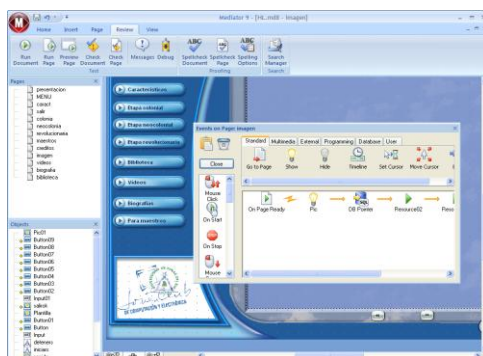 Mediator 9 - [HL.md8 - Imagen]
Home Insert Page Review View
Run Document
Run Page
Preview Page
Check Document
Check Page
Messages
Debug
Test
Spellcheck Document
Spellcheck Page
Spelling Options
Proofing
Search Manager
Search
Pages
presentacion
MENU
caract
colonia
neocolonia
revolucionaria
maestros
creditos
imagen
videos
biografia
biblioteca
Objects
Pic01
Button09
Button08
Button07
Button06
Button05
Button04
Button03
Button02
Input01
Plantilla
Button01
Button
Input
Características
Etapa colonial
Etapa neocolonial
Etapa revolucionaria
Biblioteca
Videos
Biografías
Para maestros
DE COMPUTACIÓN Y ELECTRÓNICA
Events on Page: imagen
Close
Standard Multimedia External Programming Database User
Go to Page Show Hide Timeline Set Cursor Move Cursor
Mouse Click
On Start
On Stop
Mouse
On Page Ready Pic DB Pointer Resource02